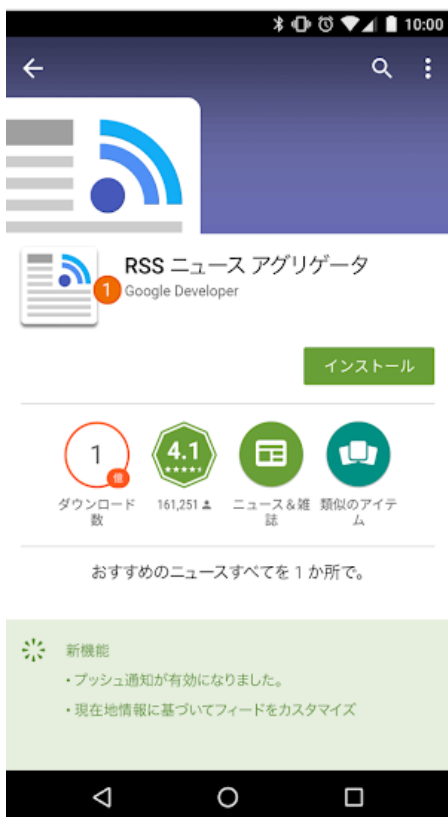 10:00
RSS ニュース アグリゲータ
1
Google Developer
インストール
1
億
ダウンロード
数
4.1
161,251
ニュース＆雑
誌
類似のアイテ
ム
おすすめのニュースすべてを 1 か所で。
新機能
・プッシュ通知が有効になりました。
・現在地情報に基づいてフィードをカスタマイズ